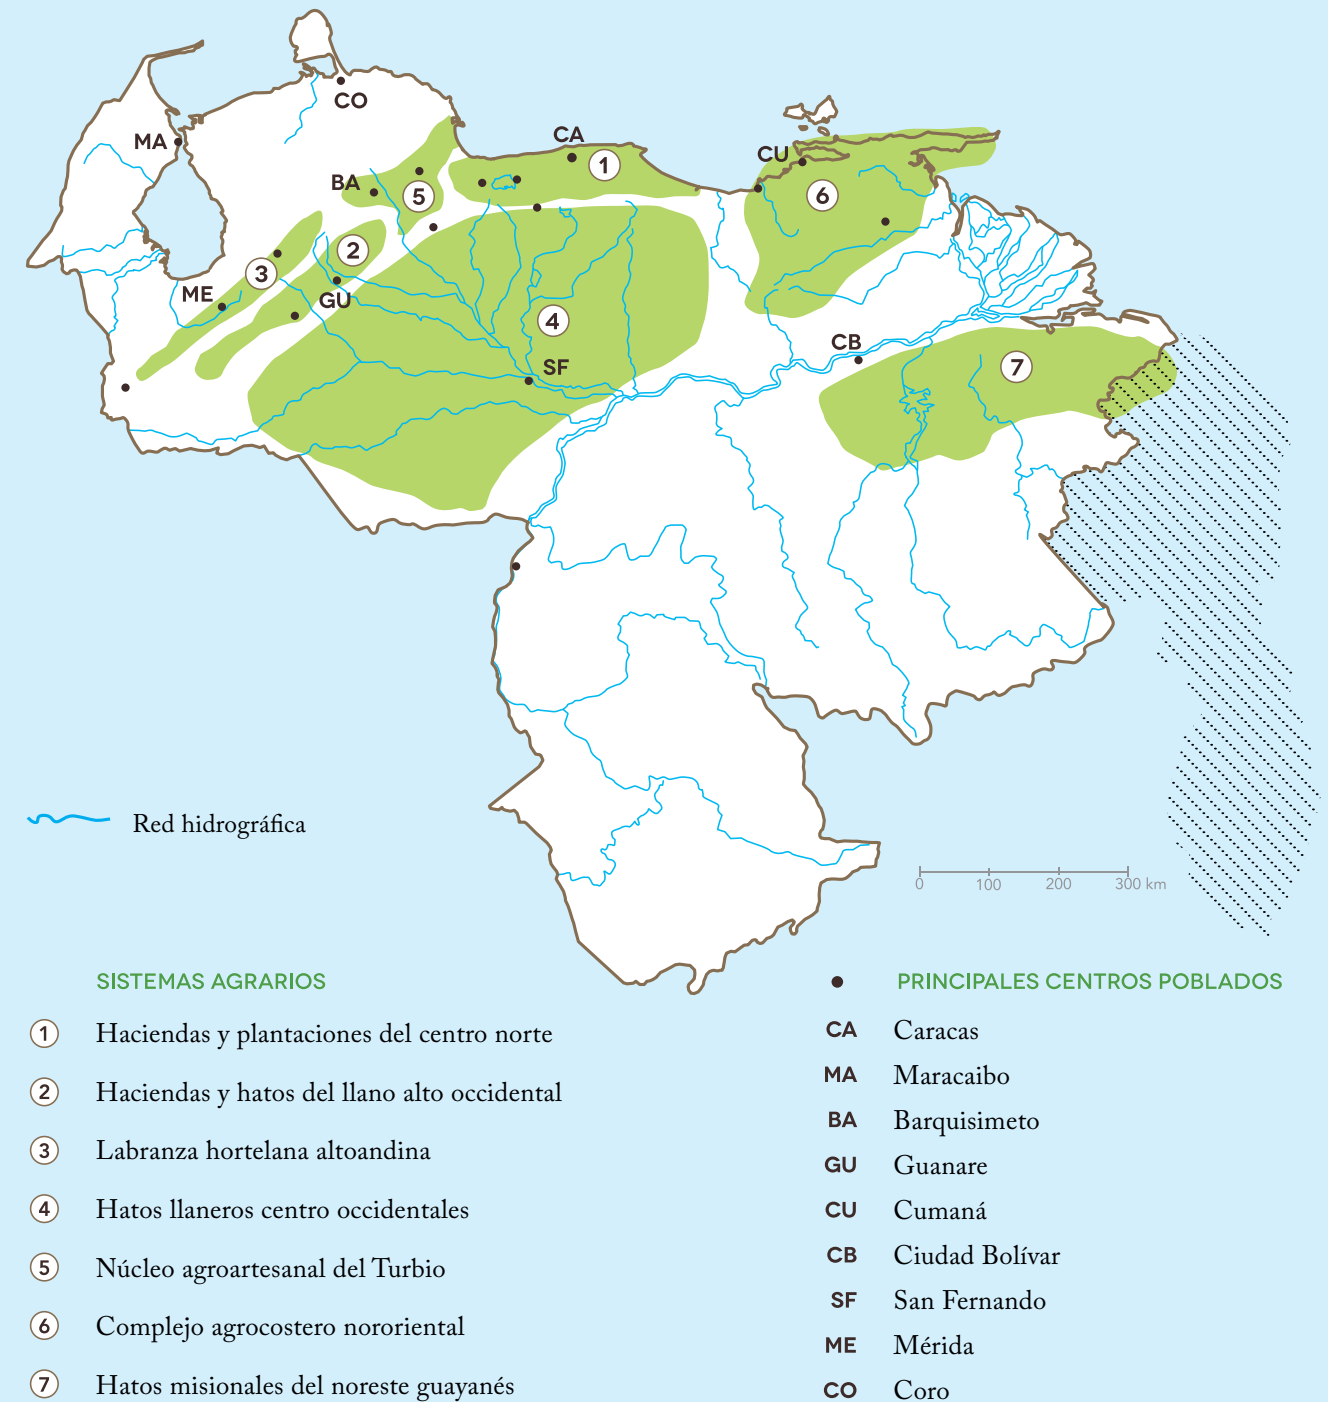 CO
MA
CA
CU
1
BA
5
6
2
3
ME
GU
4
CB
SF
7
Red hidrográfica
0 100 200 300 km
SISTEMAS AGRARIOS
1 Haciendas y plantaciones del centro norte
2 Haciendas y hatos del llano alto occidental
3 Labranza hortelana altoandina
4 Hatos llaneros centro occidentales
5 Núcleo agroartesanal del Turbio
6 Complejo agrocostero nororiental
7 Hatos misionales del noreste guayanés
PRINCIPALES CENTROS POBLADOS
CA Caracas
MA Maracaibo
BA Barquisimeto
GU Guanare
CU Cumaná
CB Ciudad Bolívar
SF San Fernando
ME Mérida
CO Coro